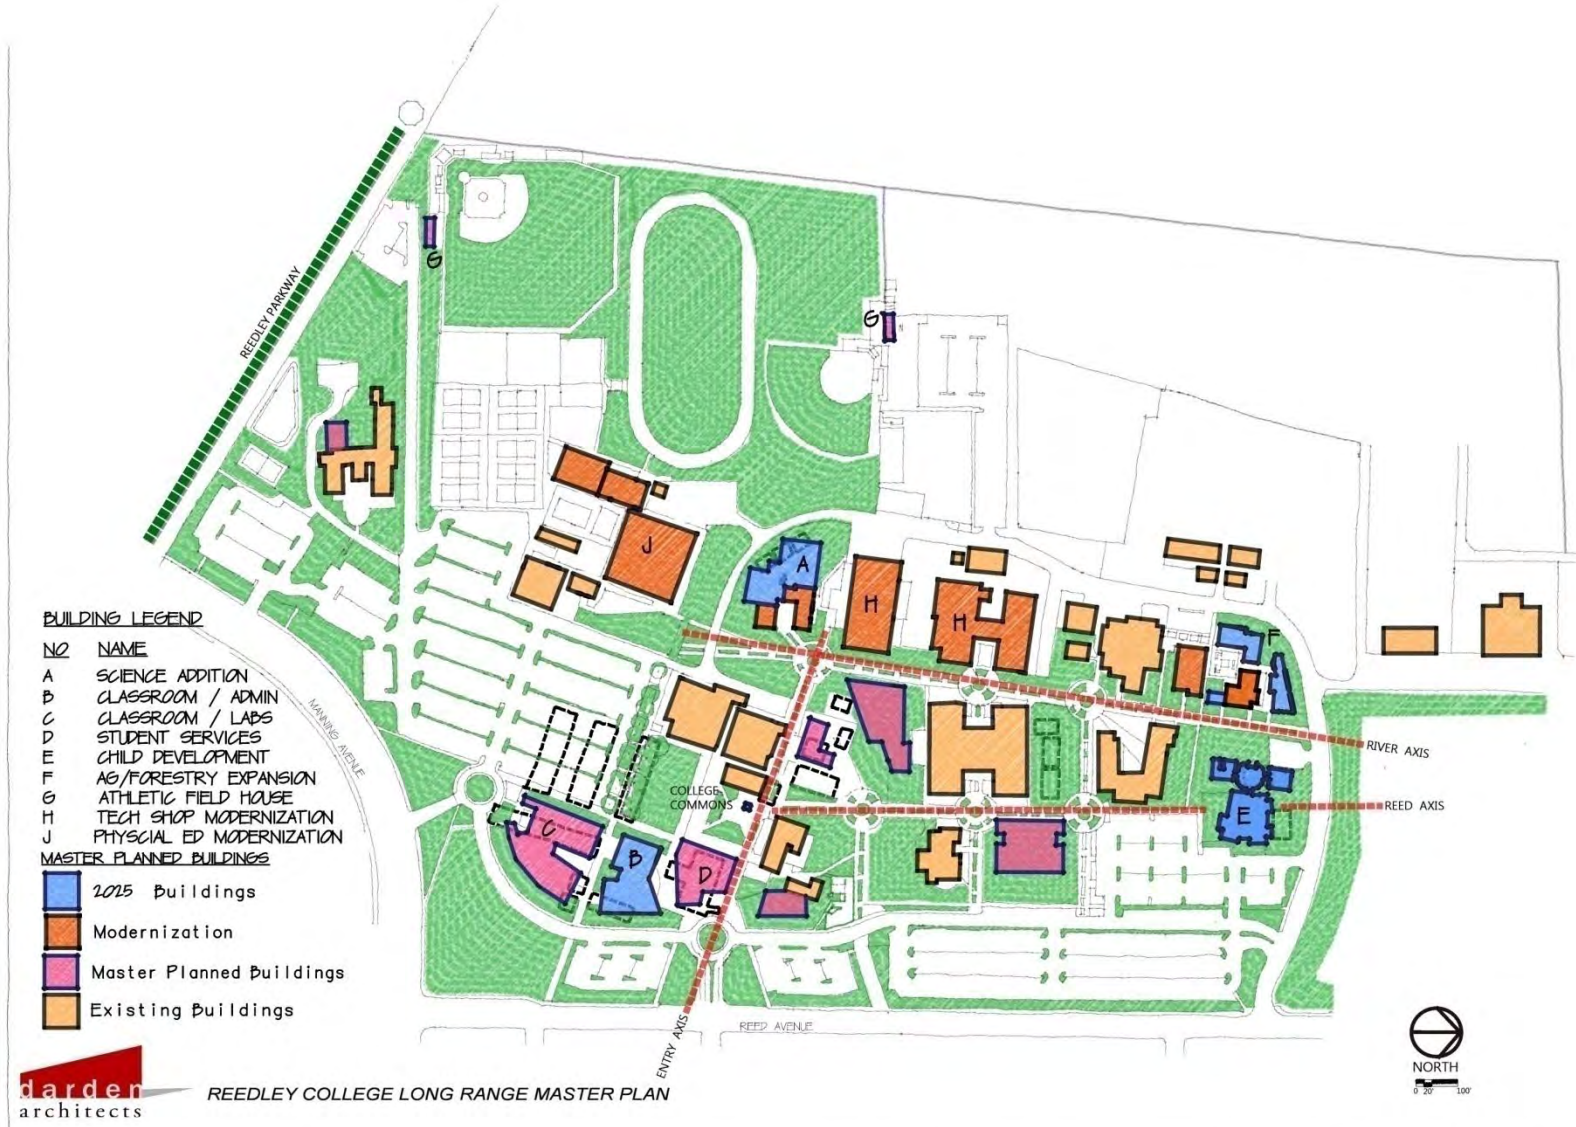 REEDLEY PARKWAY
G
G
J
A
H
H
F
BUILDING LEGEND
NO NAME
A SCIENCE ADDITION
B CLASSROOM / ADMIN
C CLASSROOM / LABS
D STUDENT SERVICES
E CHILD DEVELOPMENT
F AG/FORESTRY EXPANSION
G ATHLETIC FIELD HOUSE
H TECH SHOP MODERNIZATION
J PHYSCIAL ED MODERNIZATION
MASTER PLANNED BUILDINGS
2025 Buildings
Modernization
Master Planned Buildings
Existing Buildings
MANNING AVENUE
RIVER AXIS
COLLEGE
COMMONS
REED AXIS
E
C
B
D
ENTRY AXIS
REED AVENUE
NORTH
0 20' 100'
darden
architects
REEDLEY COLLEGE LONG RANGE MASTER PLAN